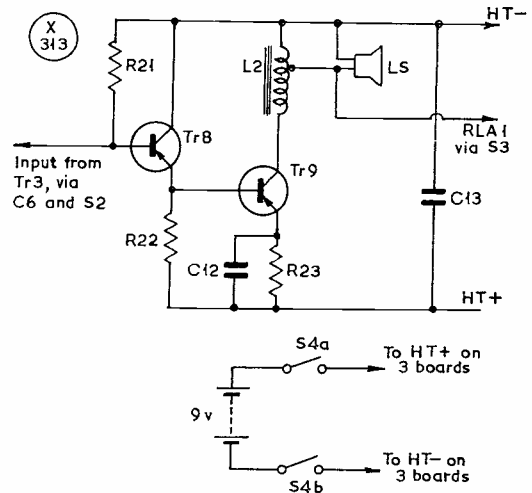 X
313
HT−
R21
L2
LS
Tr8
RLA1
via S3
Input from
Tr3, via
C6 and S2
Tr9
C13
R22
C12
R23
HT+
S4a
To HT+ on
3 boards
9v
To HT− on
3 boards
S4b